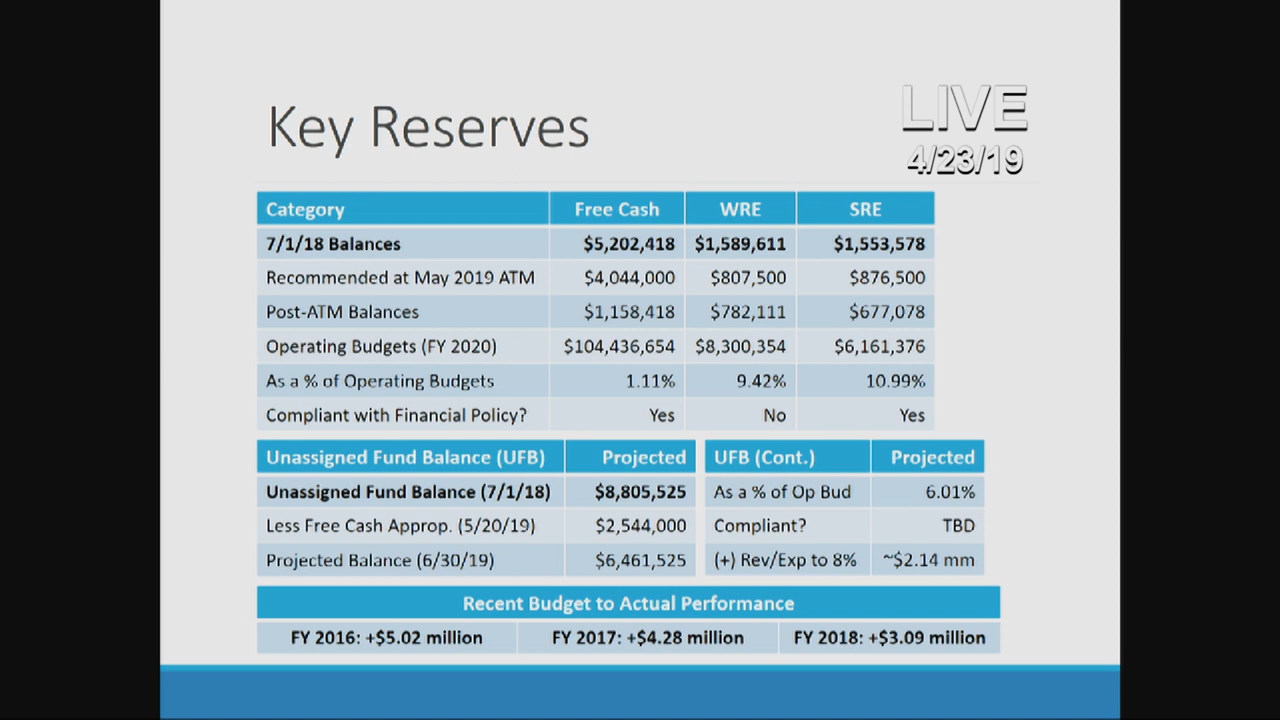 Key Reserves
LIVE
4/23/19
Category Free Cash WRE SRE
7/1/18 Balances $5,202,418 $1,589,611 $1,553,578
Recommended at May 2019 ATM $4,044,000 $807,500 $876,500
Post-ATM Balances $1,158,418 $782,111 $677,078
Operating Budgets (FY 2020) $104,436,654 $8,300,354 $6,161,376
As a % of Operating Budgets 1.11% 9.42% 10.99%
Compliant with Financial Policy? Yes No Yes
Unassigned Fund Balance (UFB) Projected UFB (Cont.) Projected
Unassigned Fund Balance (7/1/18) $8,805,525 As a % of Op Bud 6.01%
Less Free Cash Approp. (5/20/19) $2,544,000 Compliant? TBD
Projected Balance (6/30/19) $6,461,525 (+) Rev/Exp to 8% ~$2.14 mm
Recent Budget to Actual Performance
FY 2016: +$5.02 million FY 2017: +$4.28 million FY 2018: +$3.09 million